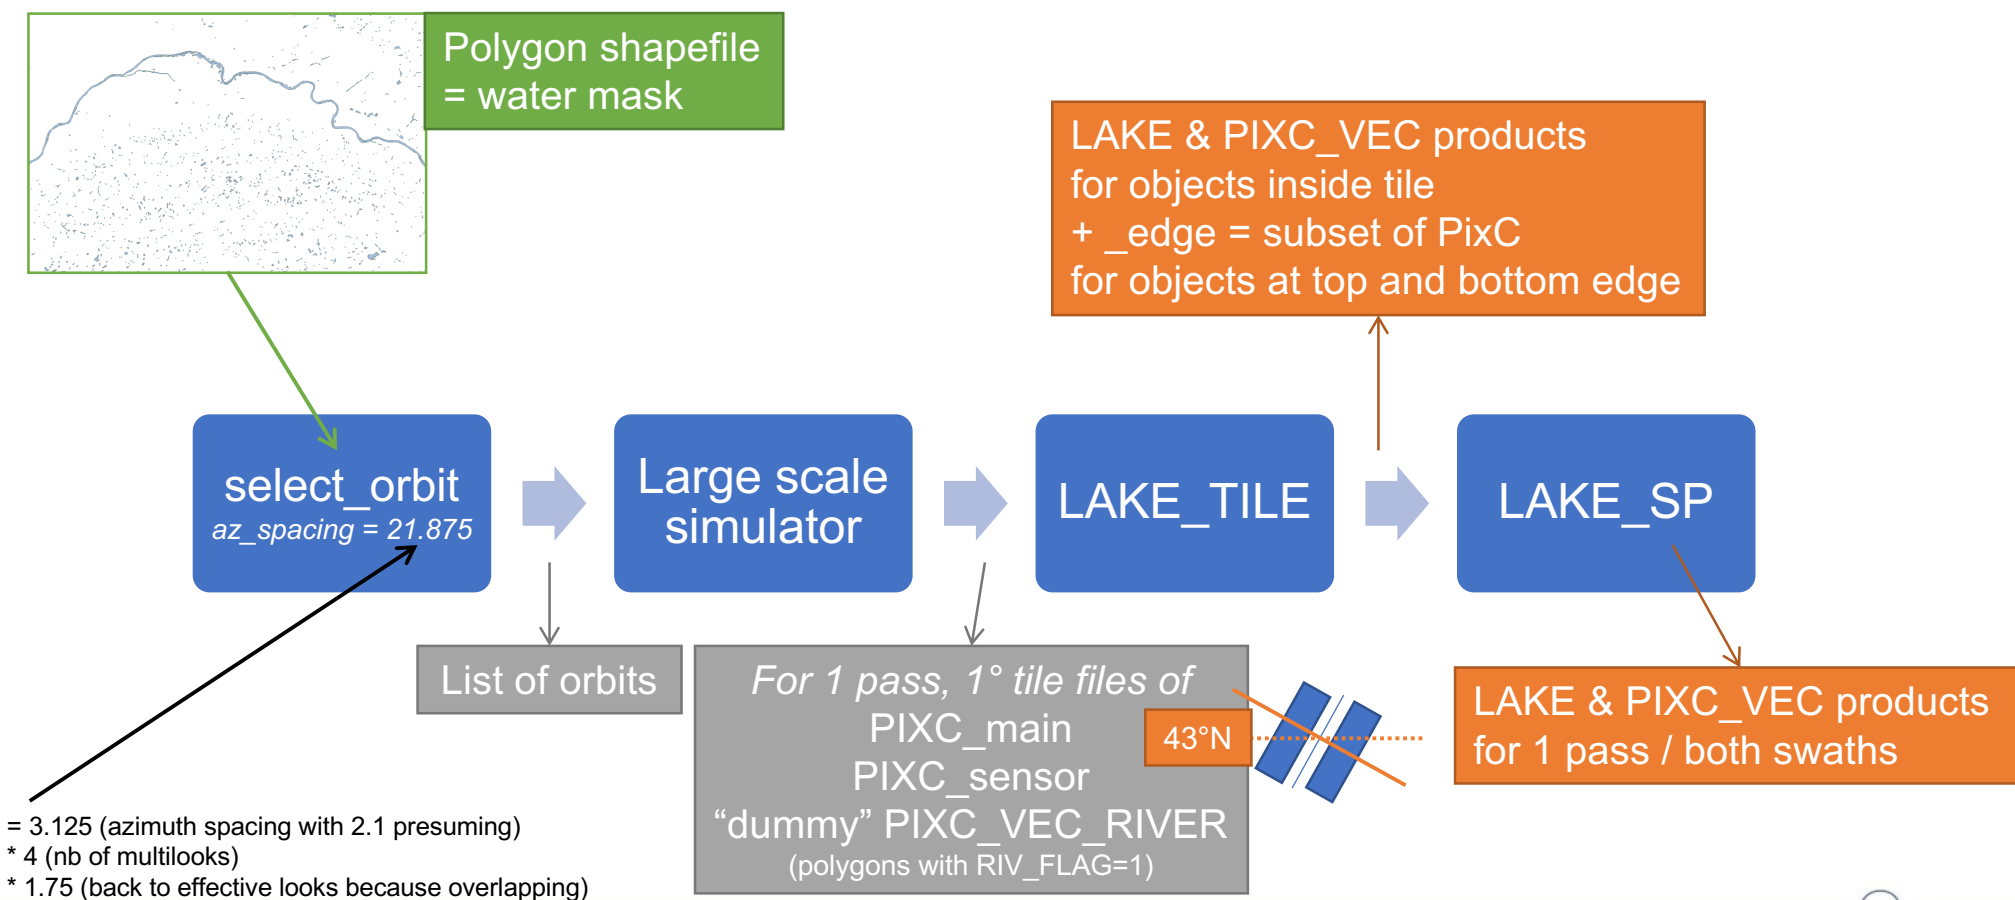 Polygon shapefile
= water mask
LAKE & PIXC_VEC products
for objects inside tile
+ _edge = subset of PixC
for objects at top and bottom edge
select_orbit
az_spacing = 21.875
Large scale
simulator
LAKE_TILE
LAKE_SP
List of orbits
For 1 pass, 1° tile files of
PIXC_main
PIXC_sensor
“dummy” PIXC_VEC_RIVER
(polygons with RIV_FLAG=1)
43°N
LAKE & PIXC_VEC products
for 1 pass / both swaths
= 3.125 (azimuth spacing with 2.1 presuming)
* 4 (nb of multilooks)
* 1.75 (back to effective looks because overlapping)